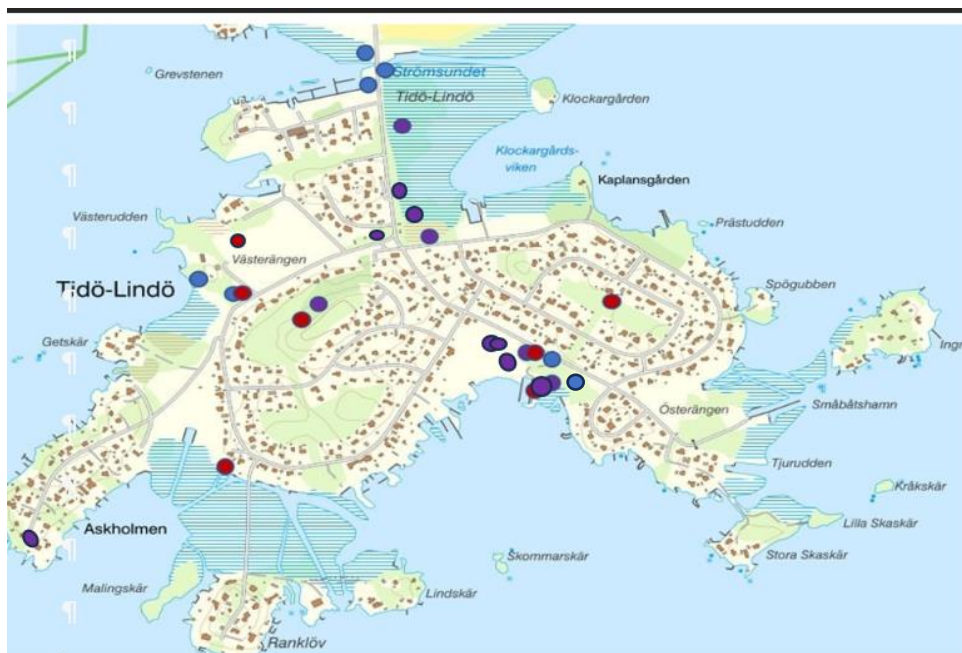 Strömsundet
Grevstenen
Tidö-Lindö
Klockargården
Klockargårds-
viken
Kaplansgården
Västerudden
Prästudden
Västerängen
Tidö-Lindö
Spögubben
Getskär
Ingr
Österängen
Småbåtshamn
Tjurudden
Kråkskär
Askholmen
Lilla Skaskär
Skommarskär
Stora Skaskär
Malingskär
Lindskär
Ranklöv